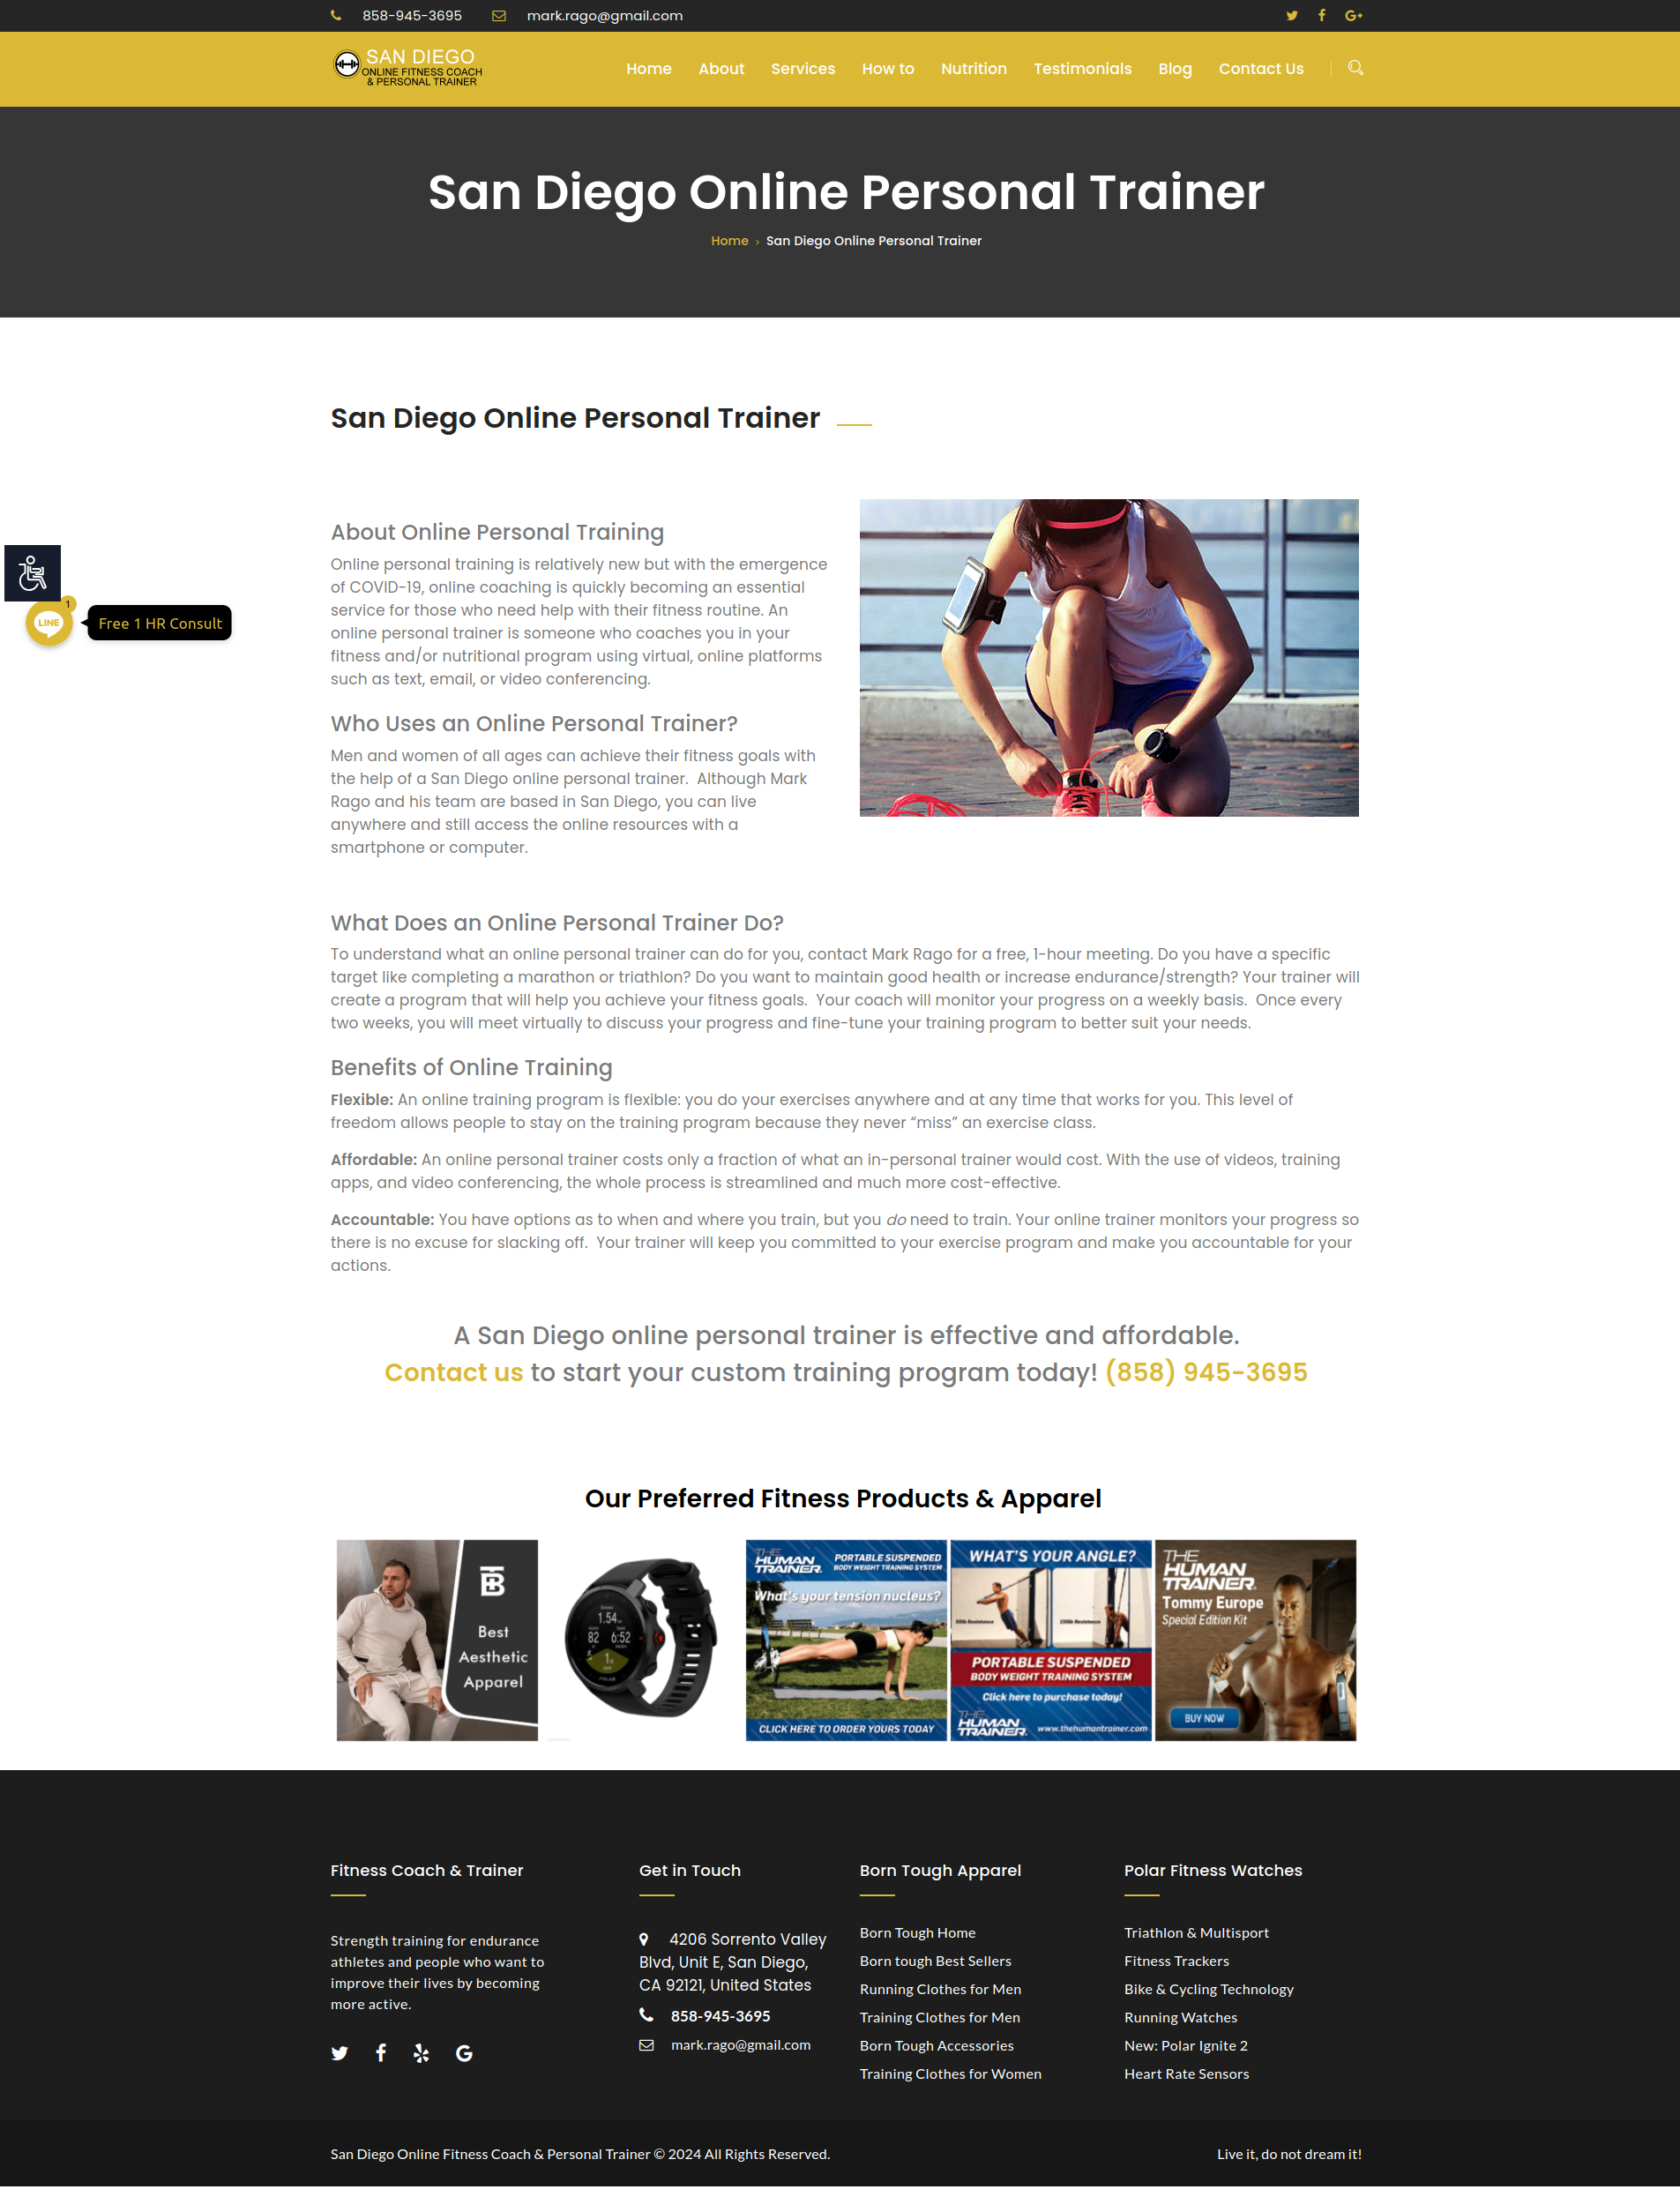 858-945-3695 mark.rago@gmail.com
SAN DIEGO
ONLINE FITNESS COACH
& PERSONAL TRAINER
Home About Services How to Nutrition Testimonials Blog Contact Us
San Diego Online Personal Trainer
Home › San Diego Online Personal Trainer
San Diego Online Personal Trainer
About Online Personal Training
Online personal training is relatively new but with the emergence
of COVID-19, online coaching is quickly becoming an essential
service for those who need help with their fitness routine. An
online personal trainer is someone who coaches you in your
fitness and/or nutritional program using virtual, online platforms
such as text, email, or video conferencing.
1
LINE
Free 1 HR Consult
Who Uses an Online Personal Trainer?
Men and women of all ages can achieve their fitness goals with
the help of a San Diego online personal trainer.  Although Mark
Rago and his team are based in San Diego, you can live
anywhere and still access the online resources with a
smartphone or computer.
What Does an Online Personal Trainer Do?
To understand what an online personal trainer can do for you, contact Mark Rago for a free, 1-hour meeting. Do you have a specific
target like completing a marathon or triathlon? Do you want to maintain good health or increase endurance/strength? Your trainer will
create a program that will help you achieve your fitness goals.  Your coach will monitor your progress on a weekly basis.  Once every
two weeks, you will meet virtually to discuss your progress and fine-tune your training program to better suit your needs.
Benefits of Online Training
Flexible: An online training program is flexible: you do your exercises anywhere and at any time that works for you. This level of
freedom allows people to stay on the training program because they never “miss” an exercise class.
Affordable: An online personal trainer costs only a fraction of what an in-personal trainer would cost. With the use of videos, training
apps, and video conferencing, the whole process is streamlined and much more cost-effective.
Accountable: You have options as to when and where you train, but you do need to train. Your online trainer monitors your progress so
there is no excuse for slacking off.  Your trainer will keep you committed to your exercise program and make you accountable for your
actions.
A San Diego online personal trainer is effective and affordable.
Contact us to start your custom training program today! (858) 945-3695
Our Preferred Fitness Products & Apparel
Best
Aesthetic
Apparel
1.54
82 6:52
POLAR
THE HUMAN TRAINER.
PORTABLE SUSPENDED
BODY WEIGHT TRAINING SYSTEM
What's your tension nucleus?
CLICK HERE TO ORDER YOURS TODAY
WHAT'S YOUR ANGLE?
PORTABLE SUSPENDED
BODY WEIGHT TRAINING SYSTEM
Click here to purchase today!
THE HUMAN TRAINER. www.thehumantrainer.com
THE
HUMAN
TRAINER.
Tommy Europe
Special Edition Kit
BUY NOW
Fitness Coach & Trainer
Strength training for endurance
athletes and people who want to
improve their lives by becoming
more active.
Get in Touch
4206 Sorrento Valley
Blvd, Unit E, San Diego,
CA 92121, United States
858-945-3695
mark.rago@gmail.com
Born Tough Apparel
Born Tough Home
Born tough Best Sellers
Running Clothes for Men
Training Clothes for Men
Born Tough Accessories
Training Clothes for Women
Polar Fitness Watches
Triathlon & Multisport
Fitness Trackers
Bike & Cycling Technology
Running Watches
New: Polar Ignite 2
Heart Rate Sensors
San Diego Online Fitness Coach & Personal Trainer © 2024 All Rights Reserved.
Live it, do not dream it!